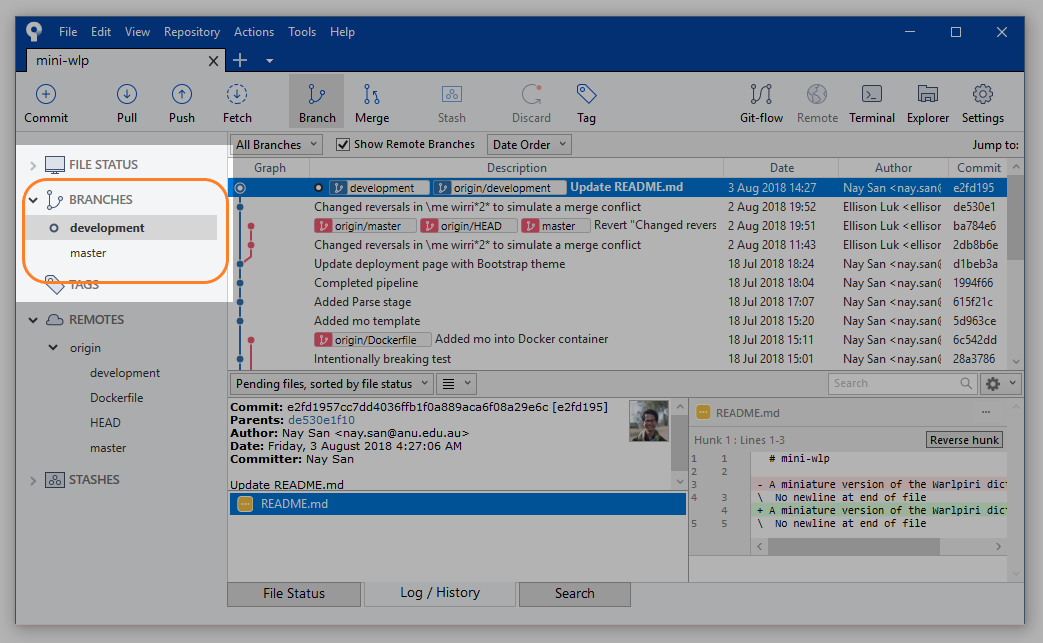 File Edit View Repository Actions Tools Help
mini-wlp
Commit Pull Push Fetch Branch Merge Stash Discard Tag Git-flow Remote Terminal Explorer Settings
All Branches Show Remote Branches Date Order Jump to:
FILE STATUS
BRANCHES
development
master
TAGS
REMOTES
origin
development
Dockerfile
HEAD
master
STASHES
Graph Description Date Author Commit
development origin/development Update README.md 3 Aug 2018 14:27 Nay San <nay.san@ e2fd195
Changed reversals in \me wirri*2* to simulate a merge conflict 2 Aug 2018 19:52 Ellison Luk <ellison de530e1
origin/master origin/HEAD master Revert "Changed revers 2 Aug 2018 19:51 Ellison Luk <ellison ba784e6
Changed reversals in \me wirri*2* to simulate a merge conflict 2 Aug 2018 11:43 Ellison Luk <ellison 2db8b6e
Update deployment page with Bootstrap theme 18 Jul 2018 18:24 Nay San <nay.san@ d1beb3a
Completed pipeline 18 Jul 2018 18:04 Nay San <nay.san@ 1994f66
Added Parse stage 18 Jul 2018 17:07 Nay San <nay.san@ 615f21c
Added mo template 18 Jul 2018 15:20 Nay San <nay.san@ 5d963ce
origin/Dockerfile Added mo into Docker container 18 Jul 2018 15:11 Nay San <nay.san@ 6c542dd
Intentionally breaking test 18 Jul 2018 15:01 Nay San <nay.san@ 28a3786
Pending files, sorted by file status Search
Commit: e2fd1957cc7dd4036ffb1f0a889aca6f08a29e6c [e2fd195]
Parents: de530e1f10
Author: Nay San <nay.san@anu.edu.au>
Date: Friday, 3 August 2018 4:27:06 AM
Committer: Nay San
Update README.md
README.md
README.md
Hunk 1 : Lines 1-3 Reverse hunk
1 1 # mini-wlp
2 2
3 - A miniature version of the Warlpiri dict
4 3 \ No newline at end of file
4 + A miniature version of the Warlpiri dict
5 5 \ No newline at end of file
File Status Log / History Search